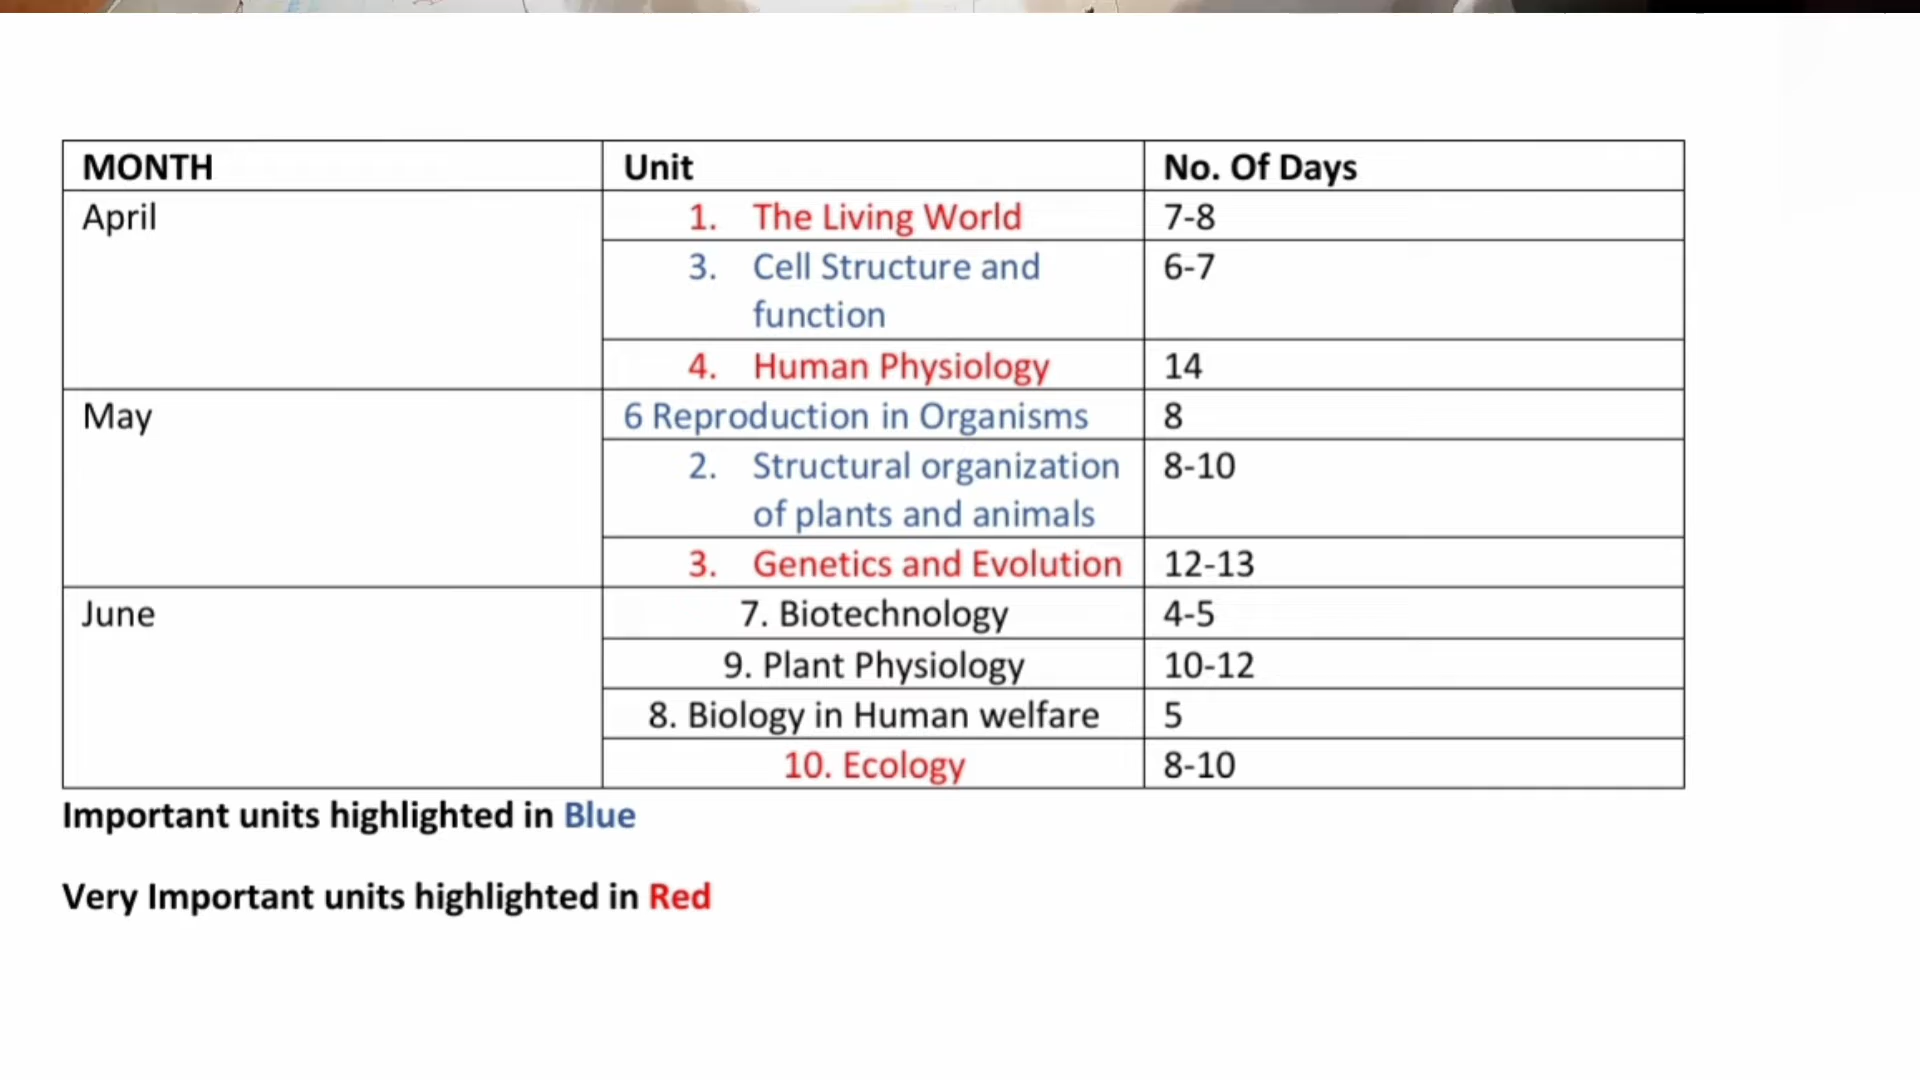 MONTH Unit No. Of Days
April 1. The Living World 7-8
3. Cell Structure and 6-7
function
4. Human Physiology 14
May 6 Reproduction in Organisms 8
2. Structural organization 8-10
of plants and animals
3. Genetics and Evolution 12-13
June 7. Biotechnology 4-5
9. Plant Physiology 10-12
8. Biology in Human welfare 5
10. Ecology 8-10
Important units highlighted in Blue
Very Important units highlighted in Red